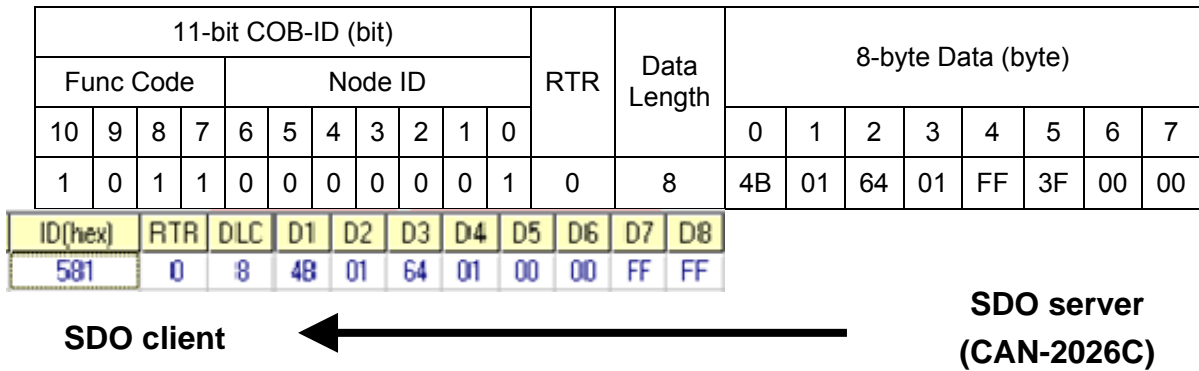 11-bit COB-ID (bit) RTR Data Length 8-byte Data (byte)
Func Code Node ID
10 9 8 7 6 5 4 3 2 1 0 0 1 2 3 4 5 6 7
1 0 1 1 0 0 0 0 0 0 1 0 8 4B 01 64 01 FF 3F 00 00
ID(hex) RTR DLC D1 D2 D3 D4 D5 D6 D7 D8
581 0 8 4B 01 64 01 00 00 FF FF
SDO client
SDO server
(CAN-2026C)